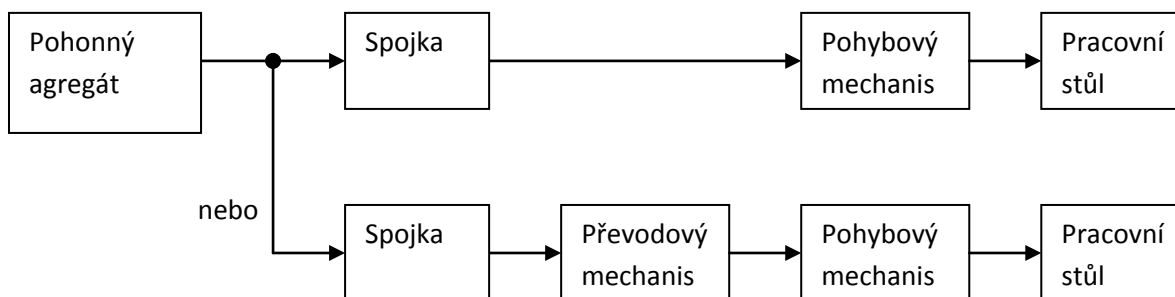 Pohonný
agregát
Spojka
Pohybový
mechanis
Pracovní
stůl
nebo
Spojka
Převodový
mechanis
Pohybový
mechanis
Pracovní
stůl